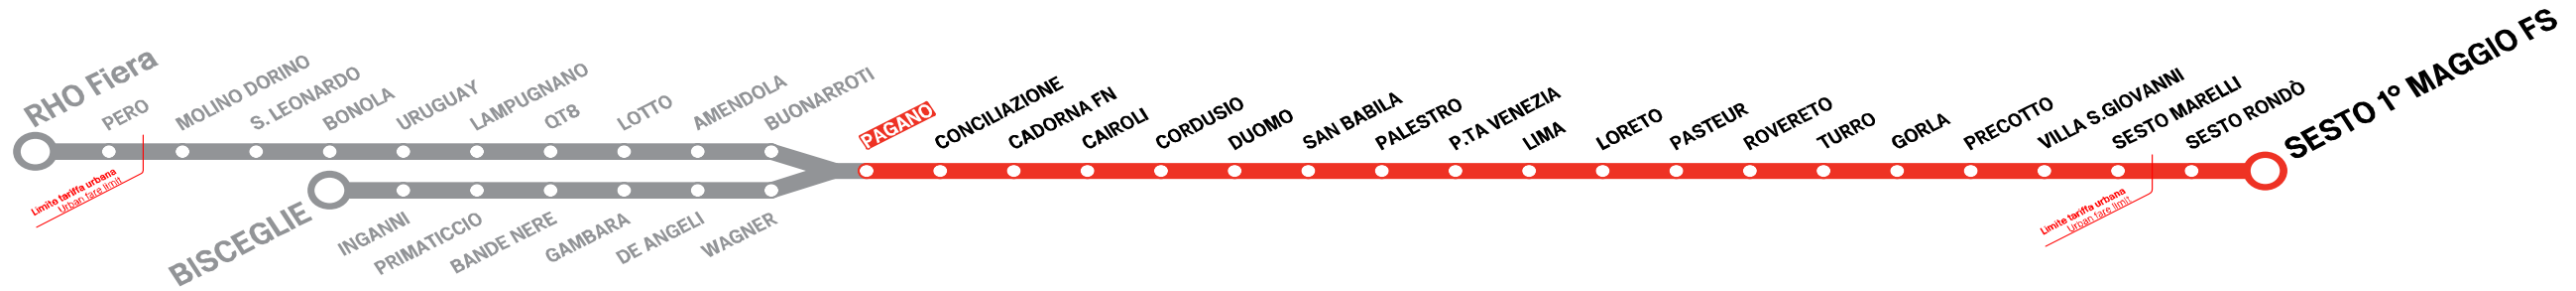 RHO Fiera
PERO
MOLINO DORINO
S. LEONARDO
BONOLA
URUGUAY
LAMPUGNANO
QT8
LOTTO
AMENDOLA
BUONARROTI
PAGANO
CONCILIAZIONE
CADORNA FN
CAIROLI
CORDUSIO
DUOMO
SAN BABILA
PALESTRO
P.TA VENEZIA
LIMA
LORETO
PASTEUR
ROVERETO
TURRO
GORLA
PRECOTTO
VILLA S.GIOVANNI
SESTO MARELLI
SESTO RONDÒ
SESTO 1° MAGGIO FS
Limite tariffa urbana
Urban fare limit
BISCEGLIE
INGANNI
PRIMATICCIO
BANDE NERE
GAMBARA
DE ANGELI
WAGNER
Limite tariffa urbana
Urban fare limit